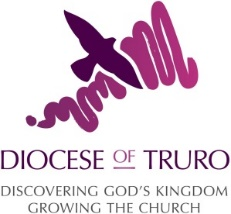 DIOCESE OF TRURO
DISCOVERING GOD'S KINGDOM
GROWING THE CHURCH